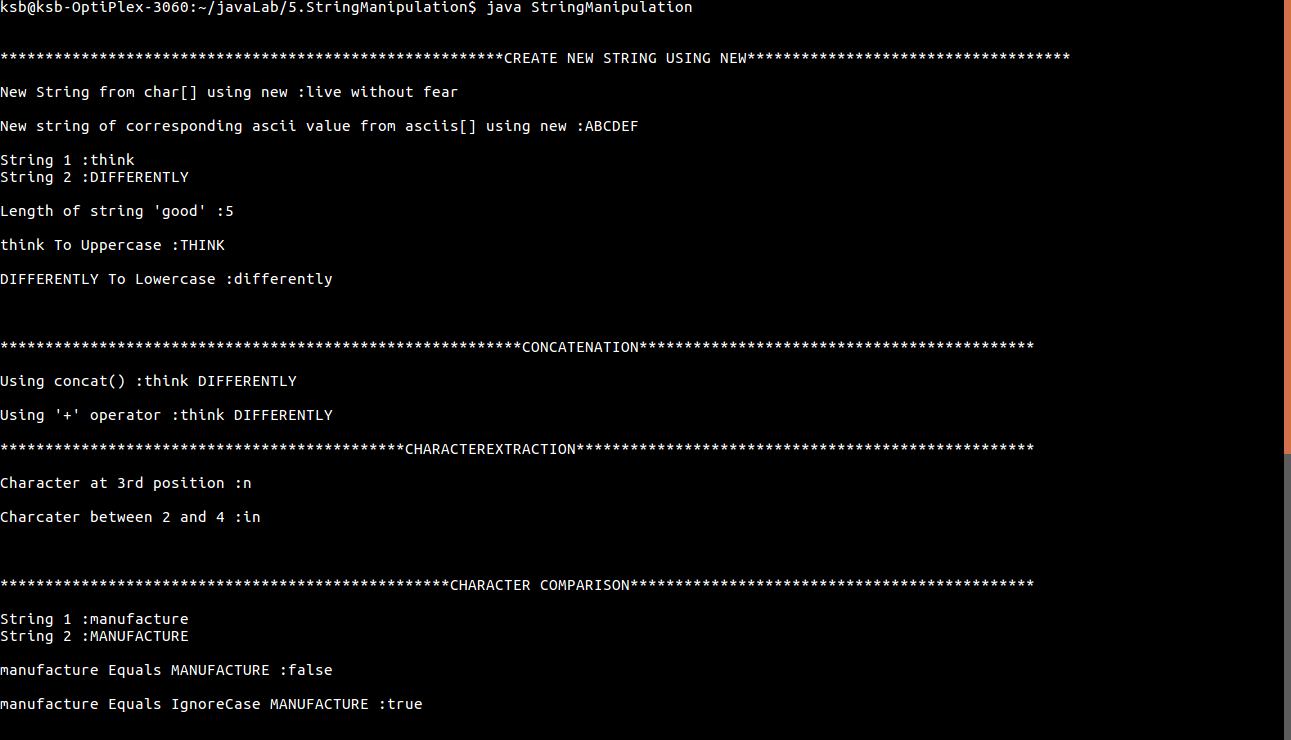 ksb@ksb-OptiPlex-3060:~/javaLab/5.StringManipulation$ java StringManipulation
********************************************************CREATE NEW STRING USING NEW************************************
New String from char[] using new :live without fear
New string of corresponding ascii value from asciis[] using new :ABCDEF
String 1 :think
String 2 :DIFFERENTLY
Length of string 'good' :5
think To Uppercase :THINK
DIFFERENTLY To Lowercase :differently
**********************************************************CONCATENATION********************************************
Using concat() :think DIFFERENTLY
Using '+' operator :think DIFFERENTLY
*********************************************CHARACTEREXTRACTION***************************************************
Character at 3rd position :n
Charcater between 2 and 4 :in
**************************************************CHARACTER COMPARISON*********************************************
String 1 :manufacture
String 2 :MANUFACTURE
manufacture Equals MANUFACTURE :false
manufacture Equals IgnoreCase MANUFACTURE :true